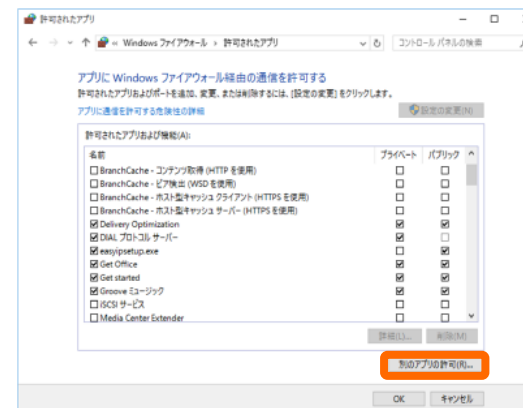 許可されたアプリ
« Windows ファイアウォール › 許可されたアプリ
コントロール パネルの検索
アプリに Windows ファイアウォール経由の通信を許可する
許可されたアプリおよびポートを追加、変更、または削除するには、[設定の変更] をクリックします。
アプリに通信を許可する危険性の詳細
設定の変更(N)
許可されたアプリおよび機能(A):
名前 プライベート パブリック
BranchCache - コンテンツ取得 (HTTP を使用)
BranchCache - ピア検出 (WSD を使用)
BranchCache - ホスト型キャッシュ クライアント (HTTPS を使用)
BranchCache - ホスト型キャッシュ サーバー (HTTPS を使用)
Delivery Optimization
DIAL プロトコル サーバー
easyipsetup.exe
Get Office
Get started
Groove ミュージック
iSCSI サービス
Media Center Extender
詳細(L)... 削除(M)
別のアプリの許可(R)...
OK キャンセル